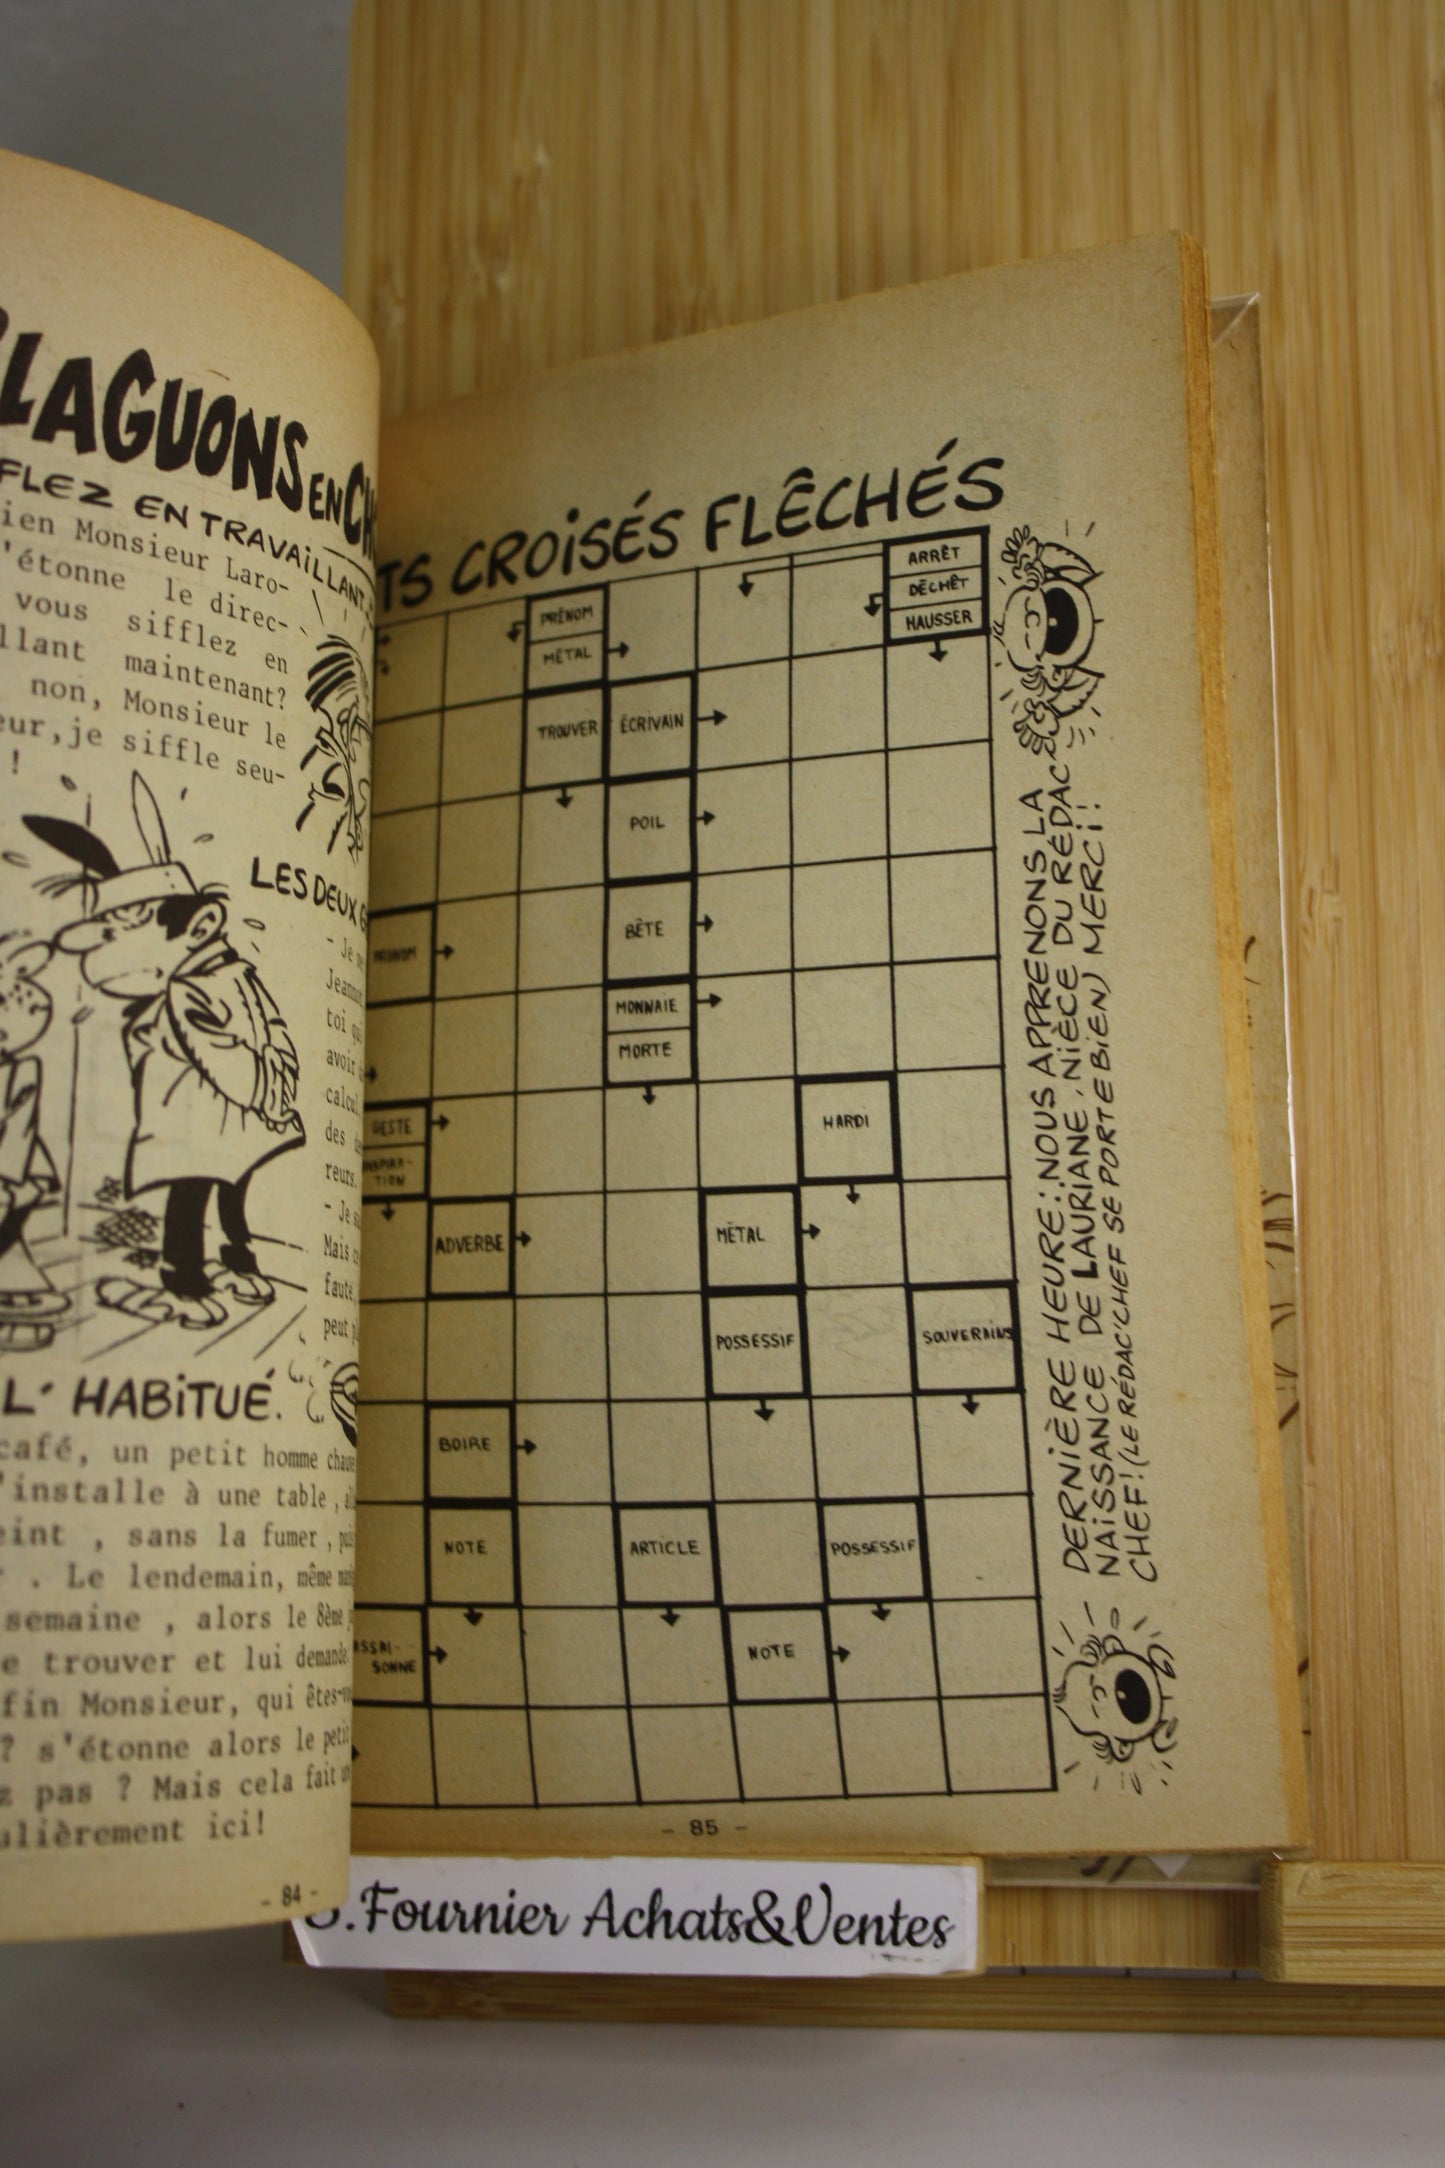 LAGUONS EN CH
FLEZ EN TRAVAILLANT
ien Monsieur Laro-
'étonne le direc-
vous sifflez en
llant maintenant?
non, Monsieur le
eur,je siffle seu-
!
LES DEUX
- Je
toi
avoir
calcul,
des
reurs.
- Je
Mais
faute,
peut
L' HABITUÉ.
café, un petit homme
'installe à une table ,
eint , sans la fumer ,
. Le lendemain, même
semaine , alors le 8ème
e trouver et lui demande
fin Monsieur, qui êtes-
? s'étonne alors le petit
z pas ? Mais cela fait
ulièrement ici!
- 84 -
TS CROISÉS FLÊCHÉS
ARRÊT
DÉCHÊT
HAUSSER
PRÉNOM
MÉTAL
TROUVER
ÉCRIVAIN
POIL
PRONOM
BÊTE
MONNAIE
MORTE
GESTE
INSPIRA-
TION
HARDI
ADVERBE
MÉTAL
POSSESSIF
SOUVERAINS
BOIRE
NOTE
ARTICLE
POSSESSIF
ASSAI-
SONNE
NOTE
DERNIÈRE HEURE : NOUS APPRENONS LA
NAISSANCE DE LAURIANE, NIÈCE DU RÉDAC
CHEF! (LE RÉDAC'CHEF SE PORTE BIEN) MERCI!
- 85 -
S.Fournier Achats&Ventes